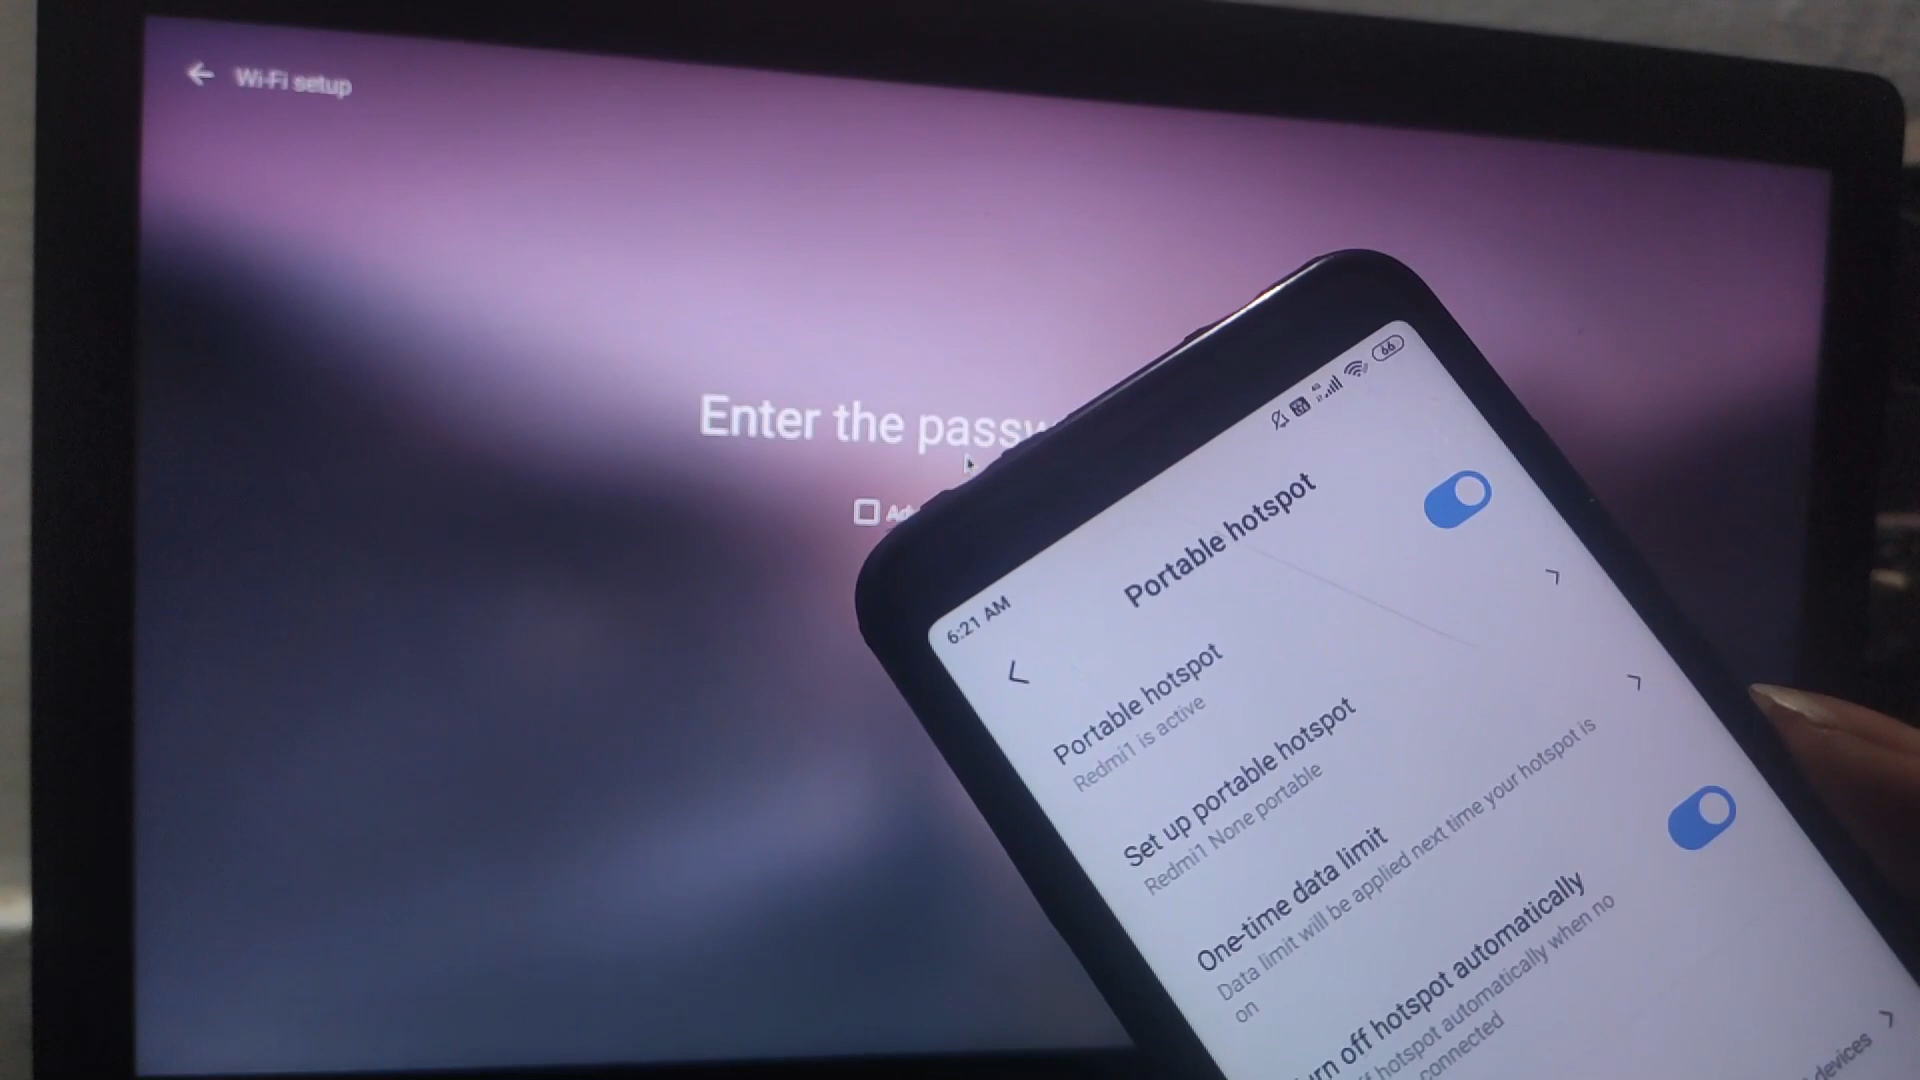 Wi-Fi setup
Enter the
66
6:21 AM
Portable hotspot
Portable hotspot
Redmi1 is active
Set up portable hotspot
Redmi1 None portable
One-time data limit
Data limit will be applied next time your hotspot is
on
off hotspot automatically
hotspot automatically when no
connected
devices